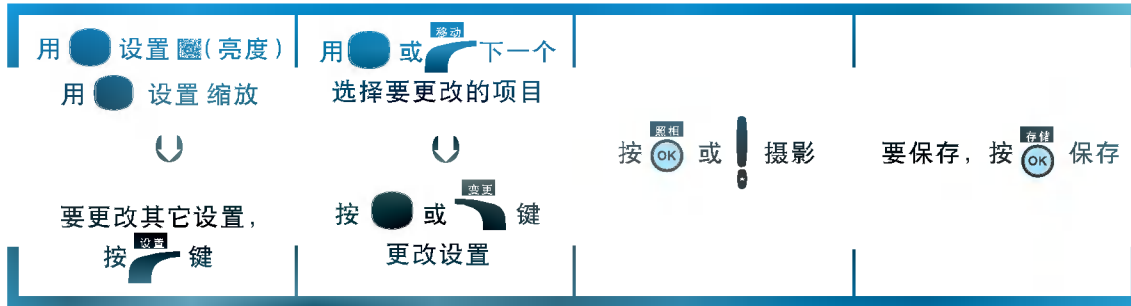 用 设置 (亮度)
用 设置 缩放
要更改其它设置,
设置
按 键
移动
用 或 下一个
选择要更改的项目
变更
按 或 键
更改设置
照相
按 OK 或 摄影
存储
要保存, 按 OK 保存